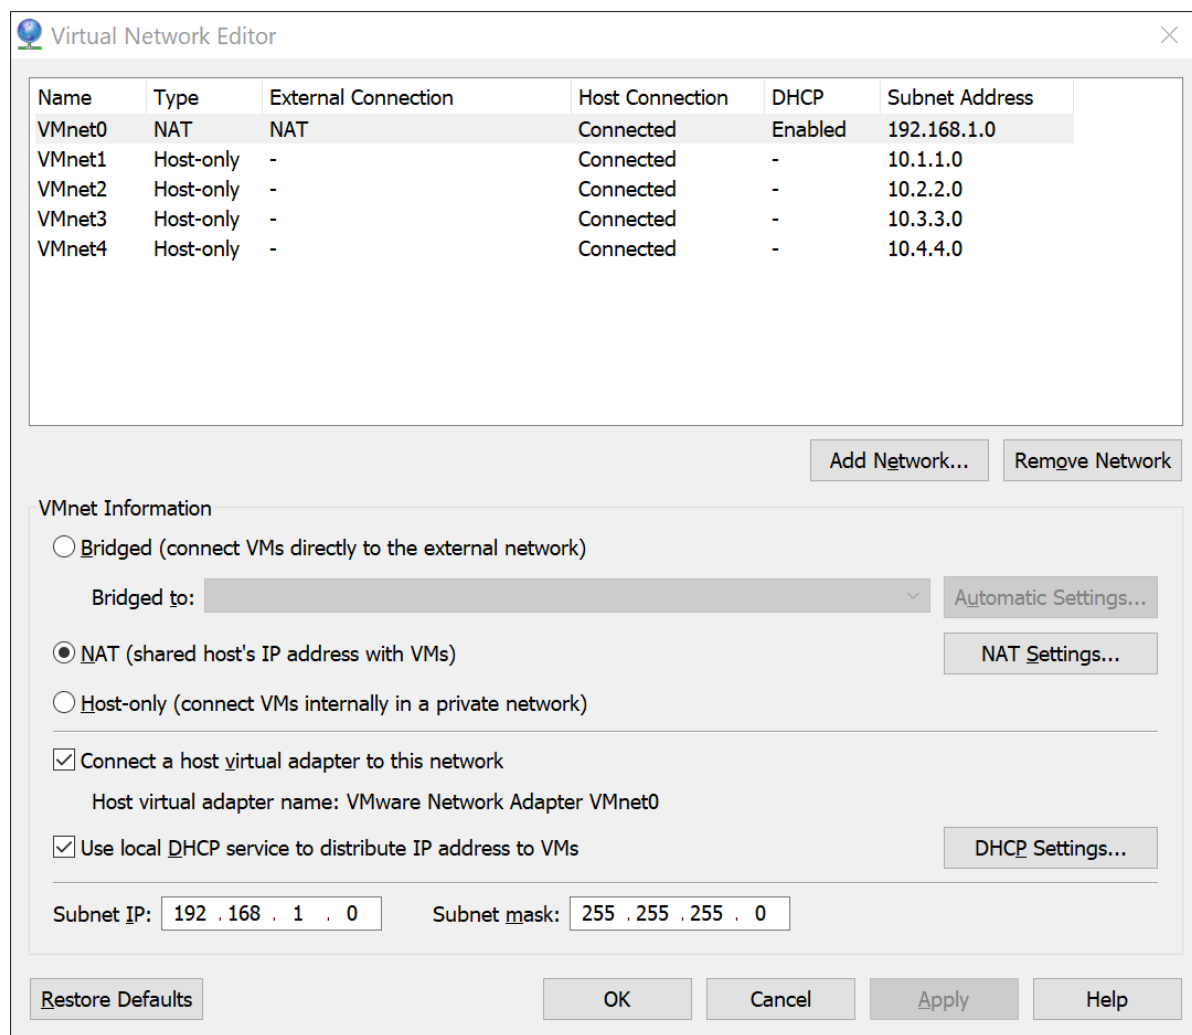 Virtual Network Editor
Name Type External Connection Host Connection DHCP Subnet Address
VMnet0 NAT NAT Connected Enabled 192.168.1.0
VMnet1 Host-only - Connected - 10.1.1.0
VMnet2 Host-only - Connected - 10.2.2.0
VMnet3 Host-only - Connected - 10.3.3.0
VMnet4 Host-only - Connected - 10.4.4.0
Add Network... Remove Network
VMnet Information
Bridged (connect VMs directly to the external network)
Bridged to: Automatic Settings...
NAT (shared host's IP address with VMs) NAT Settings...
Host-only (connect VMs internally in a private network)
Connect a host virtual adapter to this network
Host virtual adapter name: VMware Network Adapter VMnet0
Use local DHCP service to distribute IP address to VMs DHCP Settings...
Subnet IP: 192 . 168 . 1 . 0 Subnet mask: 255 . 255 . 255 . 0
Restore Defaults OK Cancel Apply Help